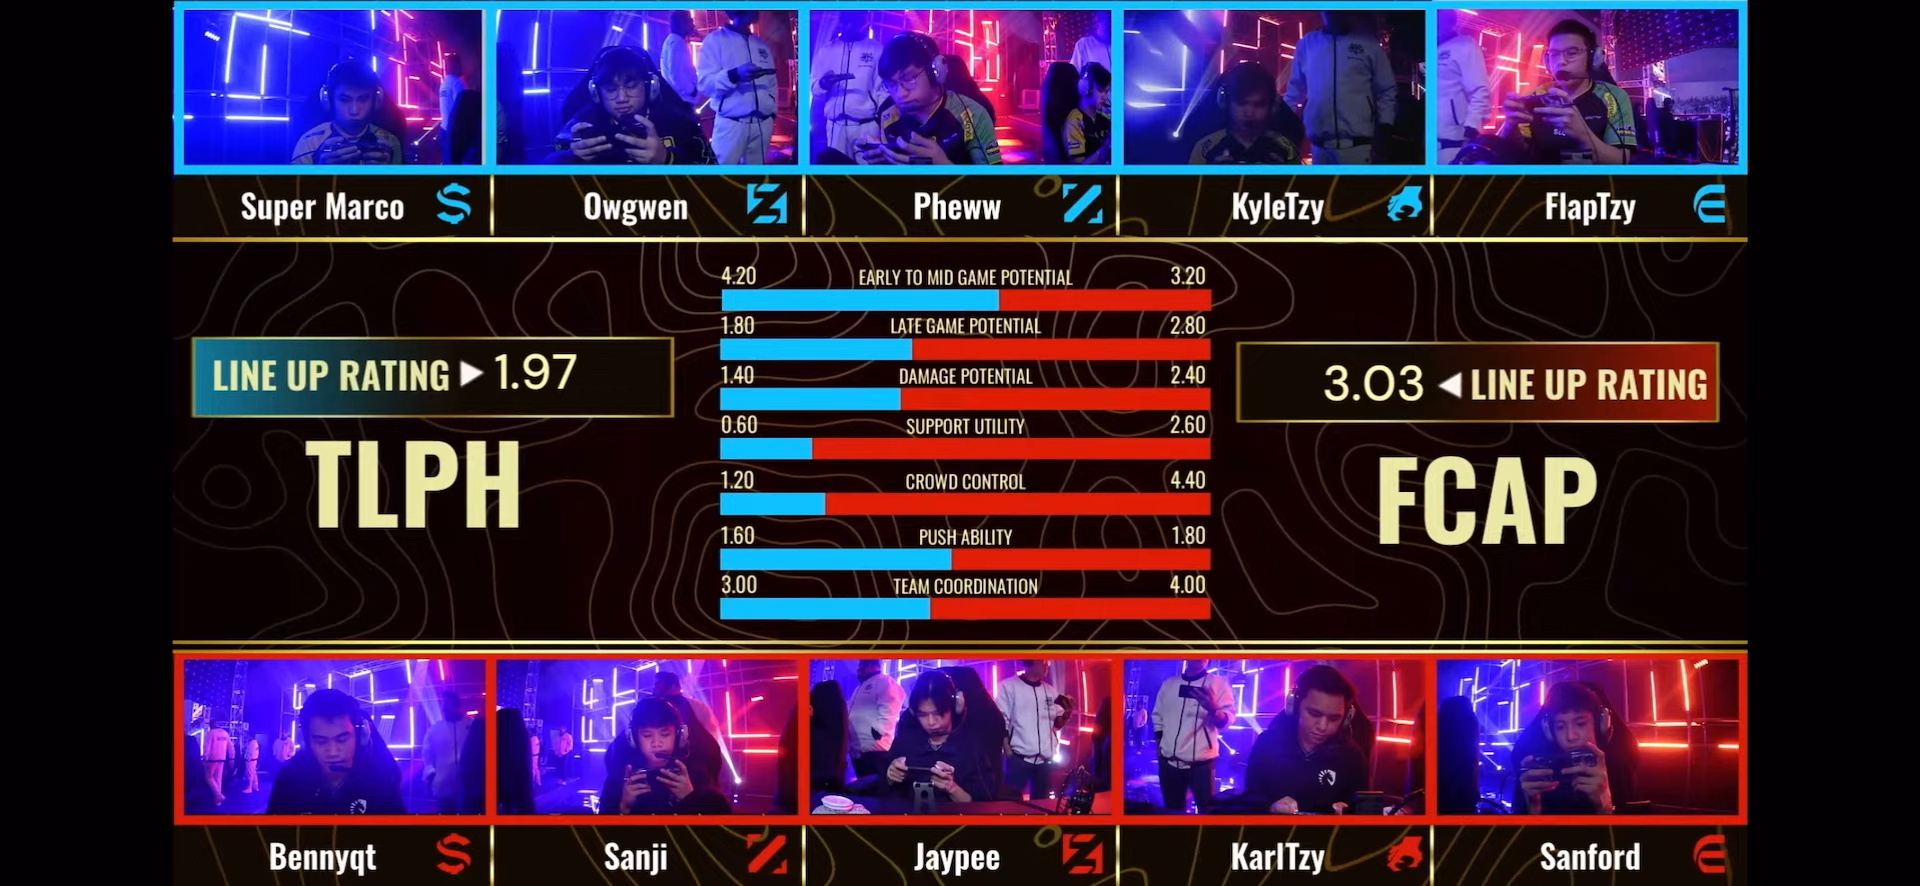 Super Marco
Owgwen
Pheww
KyleTzy
FlapTzy
4.20 EARLY TO MID GAME POTENTIAL 3.20
1.80 LATE GAME POTENTIAL 2.80
1.40 DAMAGE POTENTIAL 2.40
0.60 SUPPORT UTILITY 2.60
1.20 CROWD CONTROL 4.40
1.60 PUSH ABILITY 1.80
3.00 TEAM COORDINATION 4.00
LINE UP RATING ▶ 1.97
TLPH
3.03 ◀ LINE UP RATING
FCAP
Bennyqt
Sanji
Jaypee
KarlTzy
Sanford